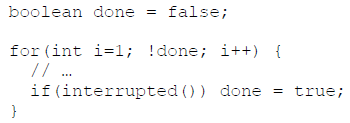 boolean done = false;
for(int i=1; !done; i++) {
// …
if(interrupted()) done = true;
}